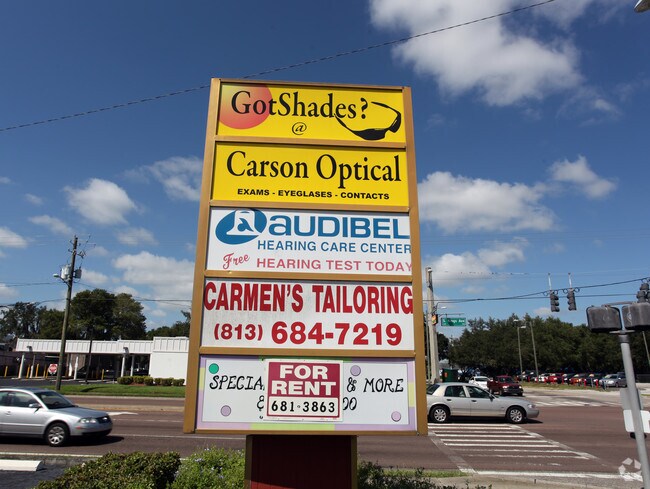 GotShades?
@
Carson Optical
EXAMS - EYEGLASES - CONTACTS
AUDIBEL
HEARING CARE CENTER
Free HEARING TEST TODAY
CARMEN'S TAILORING
(813) 684-7219
& MORE
FOR
RENT
681-3863